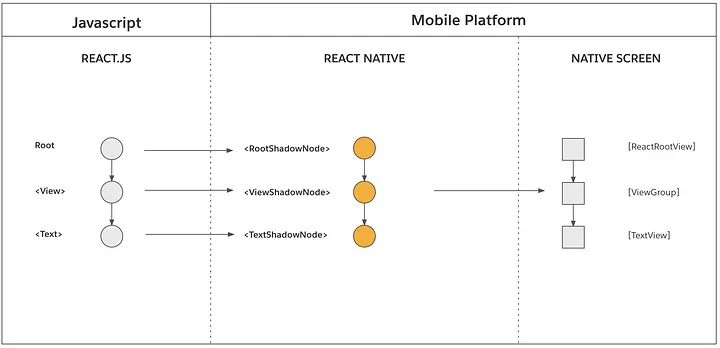 Javascript
Mobile Platform
REACT.JS
REACT NATIVE
NATIVE SCREEN
Root
<RootShadowNode>
[ReactRootView]
<View>
<ViewShadowNode>
[ViewGroup]
<Text>
<TextShadowNode>
[TextView]